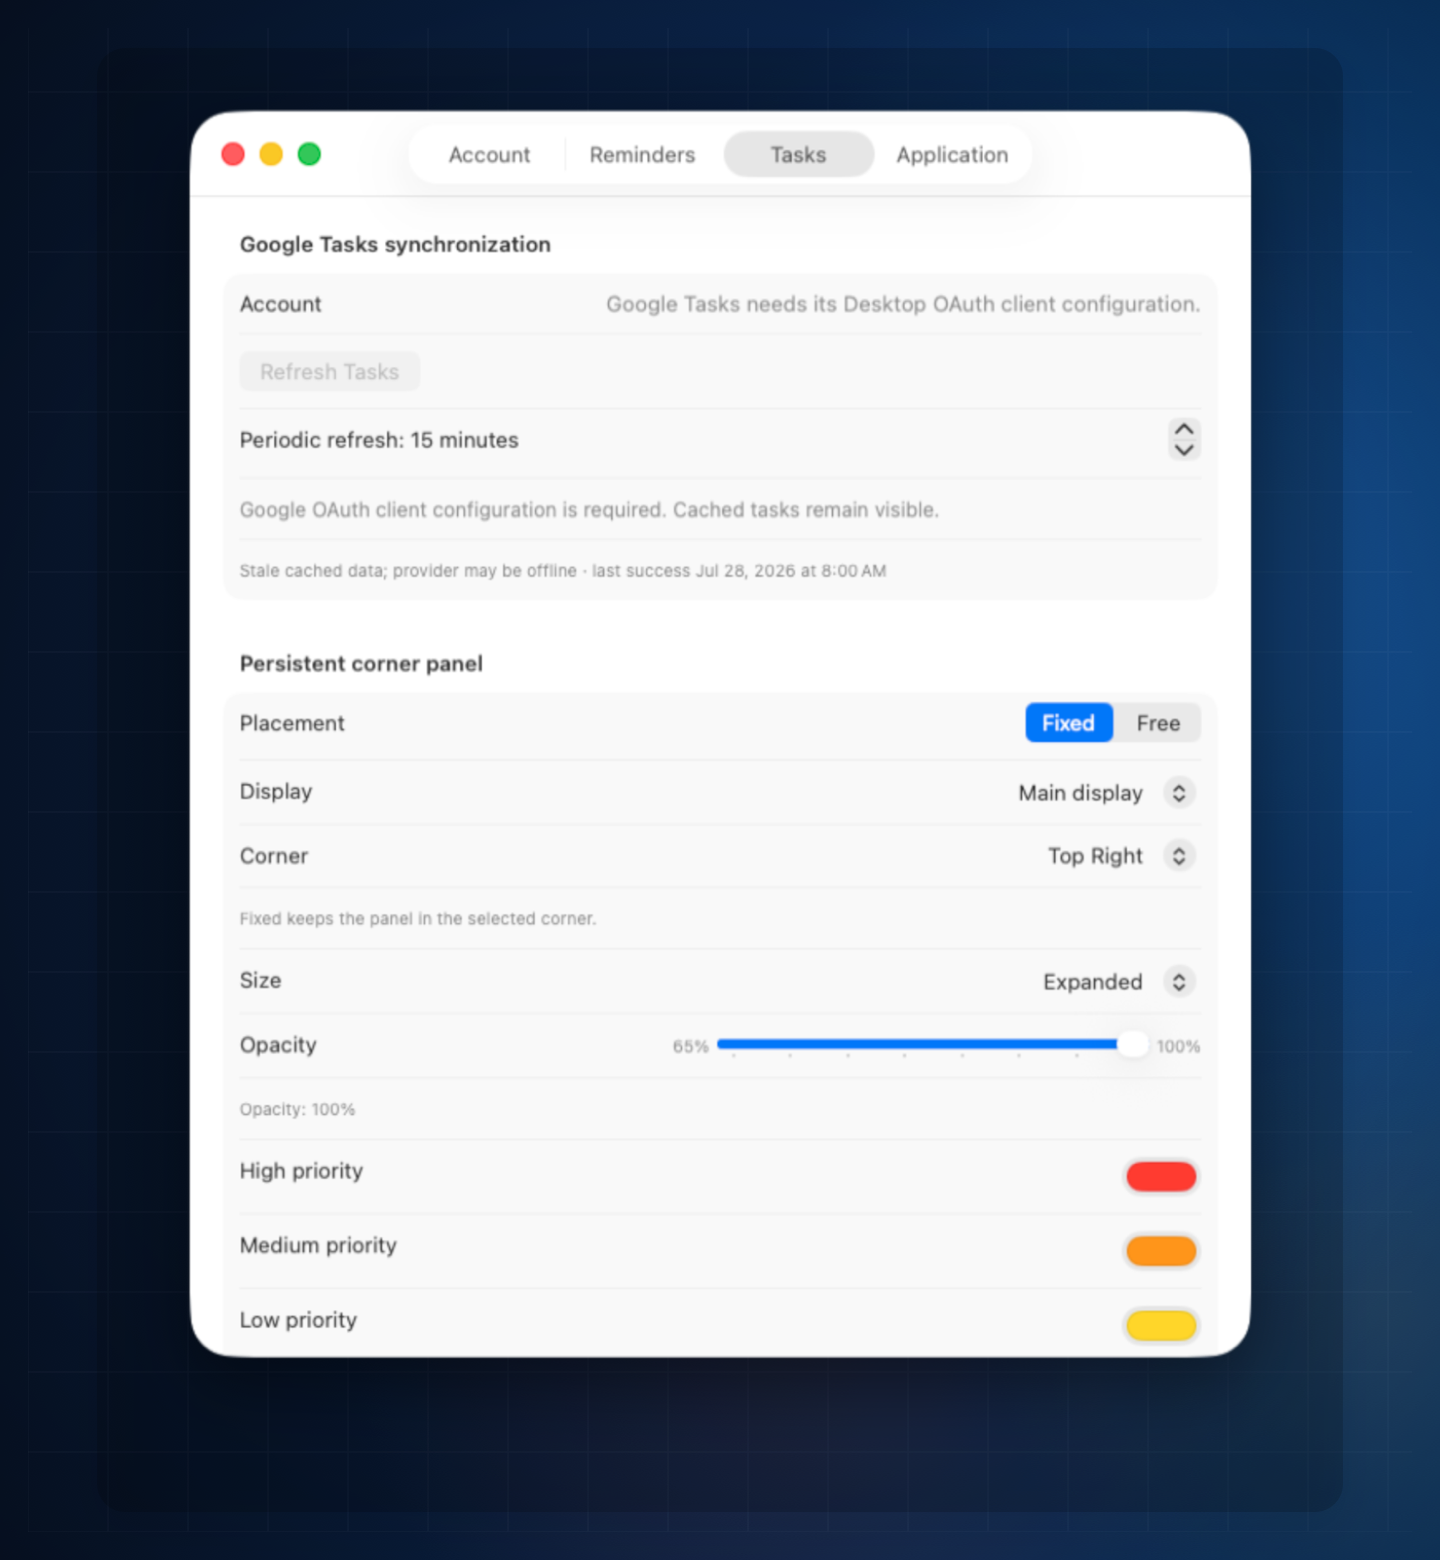 Account
Reminders
Tasks
Application
Google Tasks synchronization
Account
Google Tasks needs its Desktop OAuth client configuration.
Refresh Tasks
Periodic refresh: 15 minutes
Google OAuth client configuration is required. Cached tasks remain visible.
Stale cached data; provider may be offline · last success Jul 28, 2026 at 8:00 AM
Persistent corner panel
Placement
Fixed
Free
Display
Main display
Corner
Top Right
Fixed keeps the panel in the selected corner.
Size
Expanded
Opacity
65%
100%
Opacity: 100%
High priority
Medium priority
Low priority